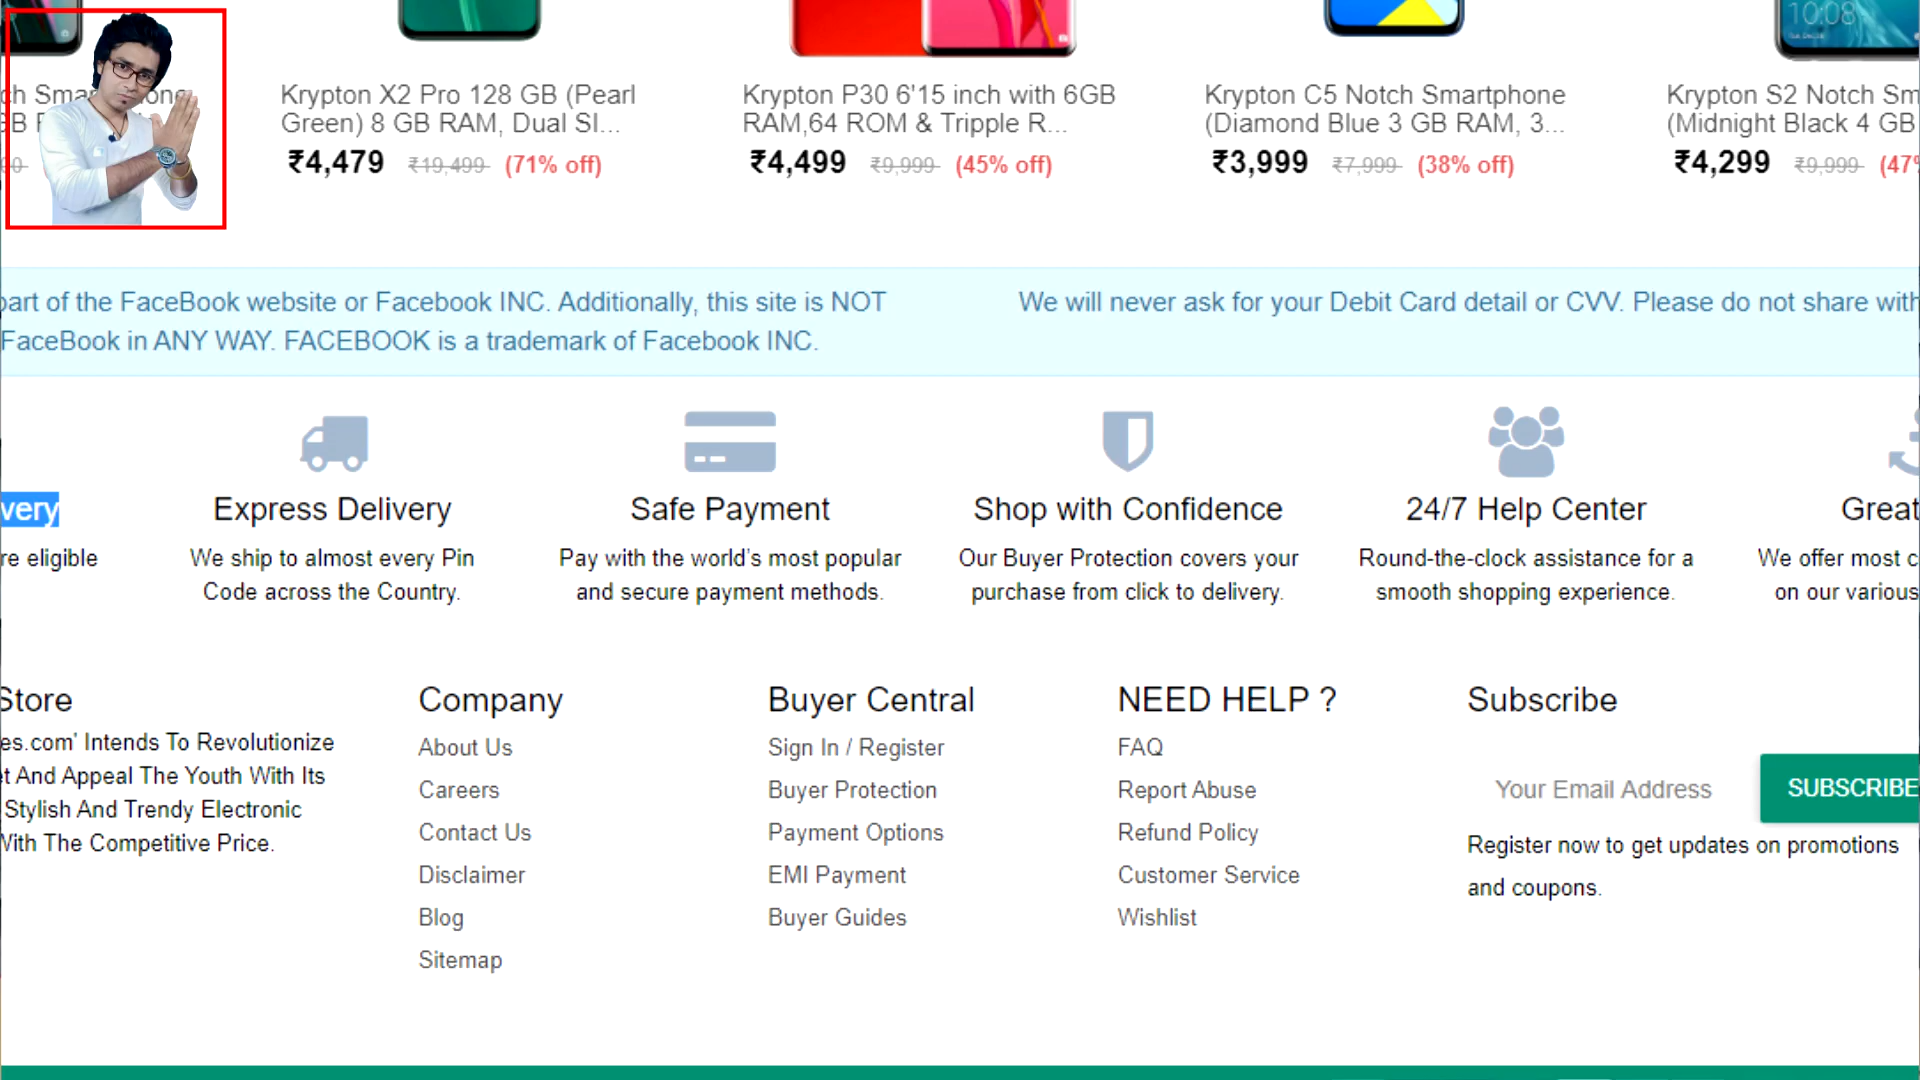 10:08
ch Sma
Krypton X2 Pro 128 GB (Pearl
Green) 8 GB RAM, Dual SI...
₹4,479 ₹19,499 (71% off)
Krypton P30 6'15 inch with 6GB
RAM,64 ROM & Tripple R...
₹4,499 ₹9,999 (45% off)
Krypton C5 Notch Smartphone
(Diamond Blue 3 GB RAM, 3...
₹3,999 ₹7,999 (38% off)
Krypton S2 Notch Sm
(Midnight Black 4 GB
₹4,299 ₹9,999 (47%
part of the FaceBook website or Facebook INC. Additionally, this site is NOT
FaceBook in ANY WAY. FACEBOOK is a trademark of Facebook INC.
We will never ask for your Debit Card detail or CVV. Please do not share with
very
re eligible
Express Delivery
We ship to almost every Pin
Code across the Country.
Safe Payment
Pay with the world's most popular
and secure payment methods.
Shop with Confidence
Our Buyer Protection covers your
purchase from click to delivery.
24/7 Help Center
Round-the-clock assistance for a
smooth shopping experience.
Great
We offer most c
on our various
Store
es.com' Intends To Revolutionize
et And Appeal The Youth With Its
Stylish And Trendy Electronic
With The Competitive Price.
Company
About Us
Careers
Contact Us
Disclaimer
Blog
Sitemap
Buyer Central
Sign In / Register
Buyer Protection
Payment Options
EMI Payment
Buyer Guides
NEED HELP ?
FAQ
Report Abuse
Refund Policy
Customer Service
Wishlist
Subscribe
Your Email Address
SUBSCRIBE
Register now to get updates on promotions
and coupons.